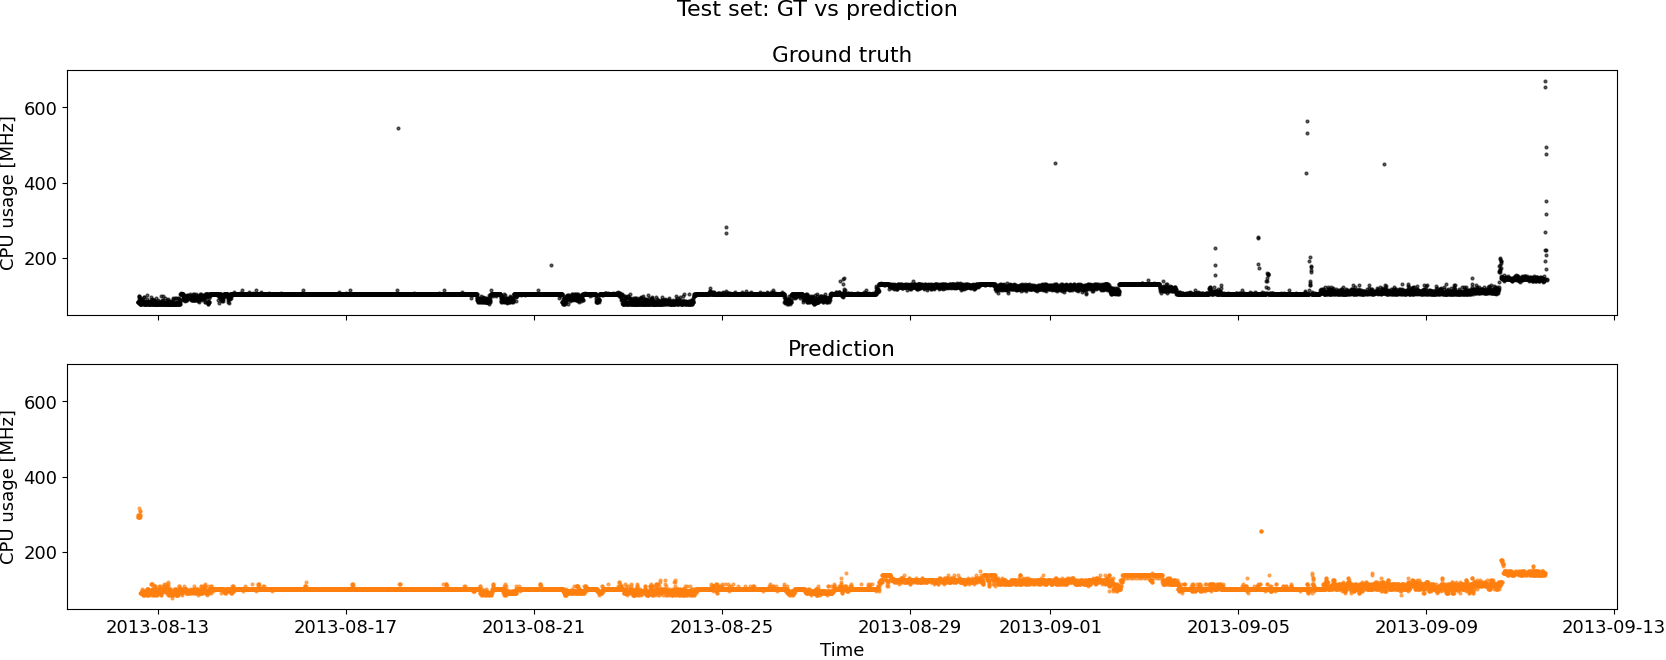 Test set: GT vs prediction
Ground truth
CPU usage [MHz]
600
400
200
Prediction
CPU usage [MHz]
600
400
200
2013-08-13 2013-08-17 2013-08-21 2013-08-25 2013-08-29 2013-09-01 2013-09-05 2013-09-09 2013-09-13
Time